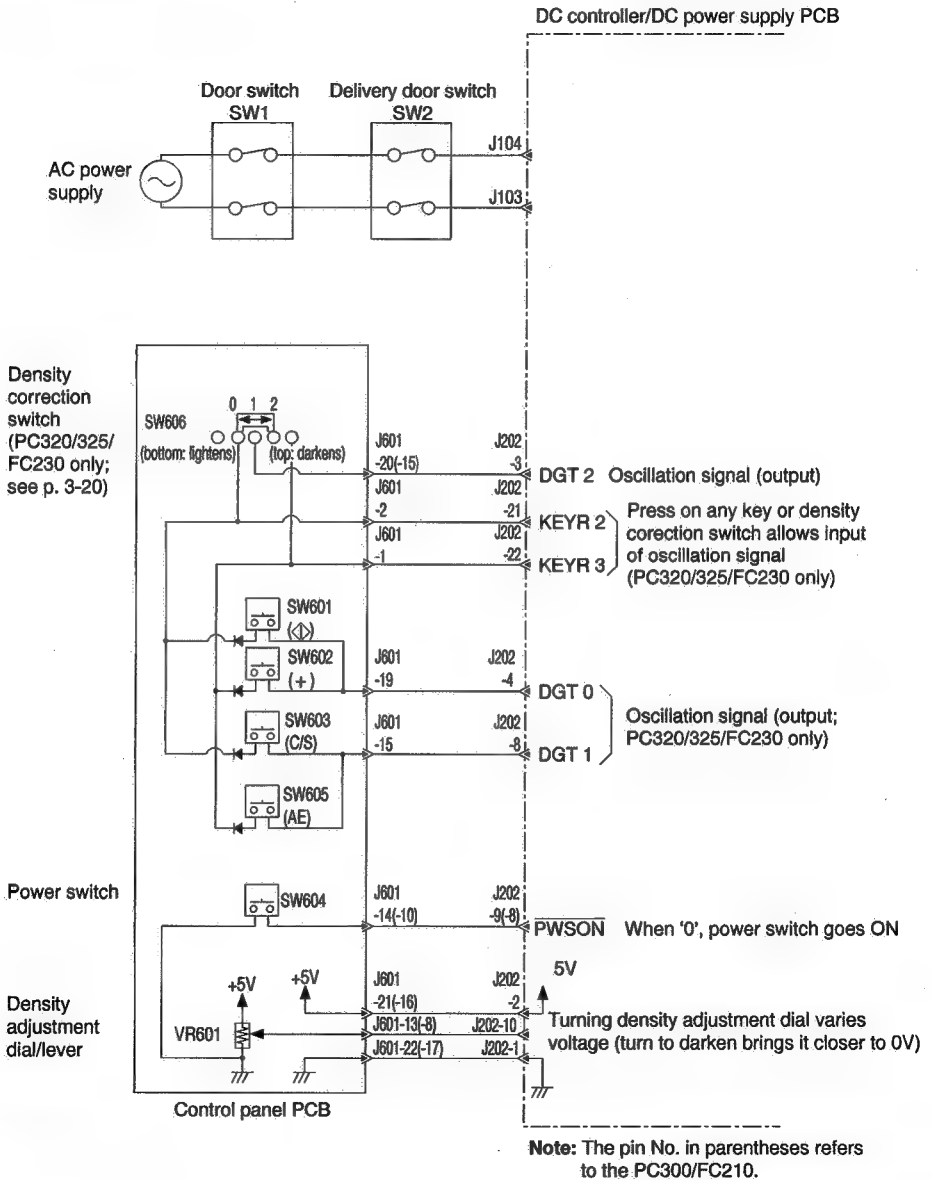 DC controller/DC power supply PCB
Door switch
SW1
Delivery door switch
SW2
AC power
supply
J104
J103
Density
correction
switch
(PC320/325/
FC230 only;
see p. 3-20)
0 1 2
SW606
(bottom: lightens)
(top: darkens)
J601
-20(-15)
J202
-3
DGT 2 Oscillation signal (output)
J601
-2
J202
-21
KEYR 2
J601
-1
J202
-22
KEYR 3
Press on any key or density
corection switch allows input
of oscillation signal
(PC320/325/FC230 only)
SW601
SW602
(+)
J601
-19
J202
-4
DGT 0
SW603
(C/S)
J601
-15
J202
-8
DGT 1
Oscillation signal (output;
PC320/325/FC230 only)
SW605
(AE)
Power switch
SW604
J601
-14(-10)
J202
-9(-8)
PWSON When '0', power switch goes ON
Density
adjustment
dial/lever
+5V
+5V
VR601
J601
-21(-16)
J202
-2
5V
J601-13(-8)
J202-10
J601-22(-17)
J202-1
Turning density adjustment dial varies
voltage (turn to darken brings it closer to 0V)
Control panel PCB
Note: The pin No. in parentheses refers
to the PC300/FC210.